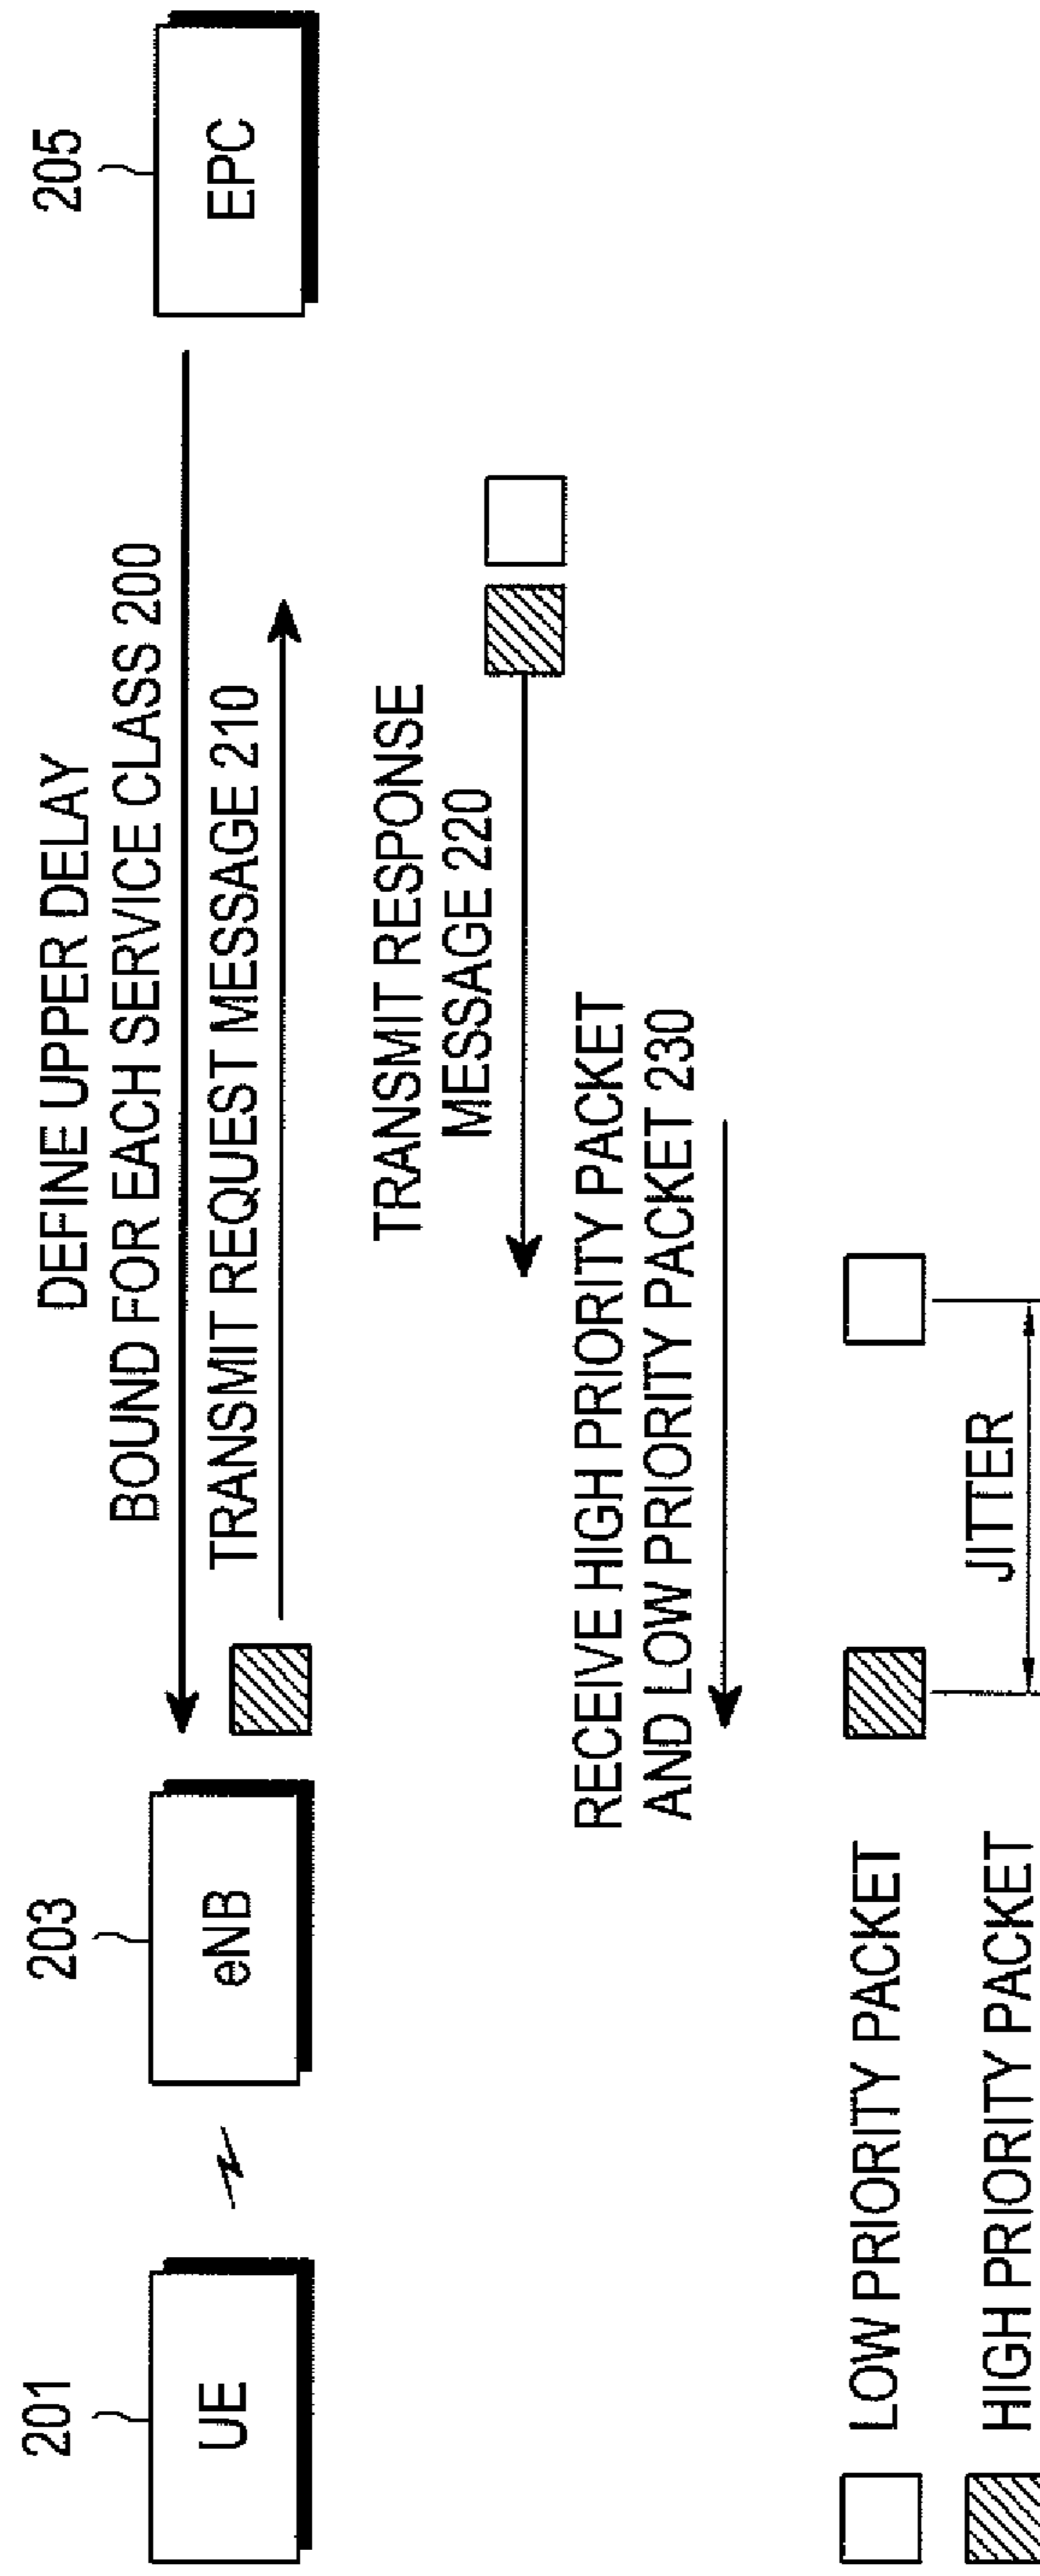 201
UE
203
eNB
205
EPC
DEFINE UPPER DELAY
BOUND FOR EACH SERVICE CLASS 200
TRANSMIT REQUEST MESSAGE 210
TRANSMIT RESPONSE
MESSAGE 220
RECEIVE HIGH PRIORITY PACKET
AND LOW PRIORITY PACKET 230
JITTER
LOW PRIORITY PACKET
HIGH PRIORITY PACKET